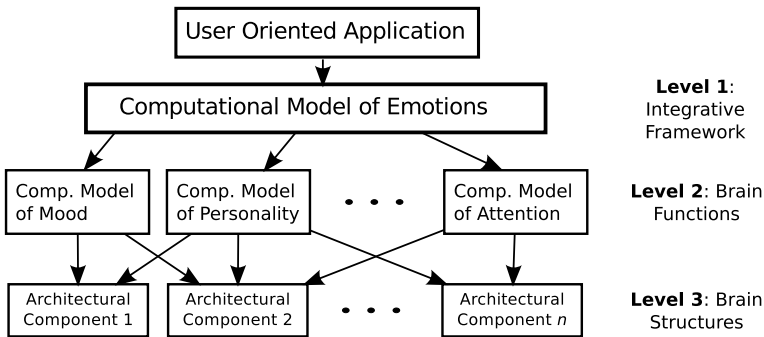 User Oriented Application
Computational Model of Emotions
Level 1:
Integrative
Framework
Comp. Model
of Mood
Comp. Model
of Personality
. . .
Comp. Model
of Attention
Level 2: Brain
Functions
Architectural
Component 1
Architectural
Component 2
. . .
Architectural
Component n
Level 3: Brain
Structures